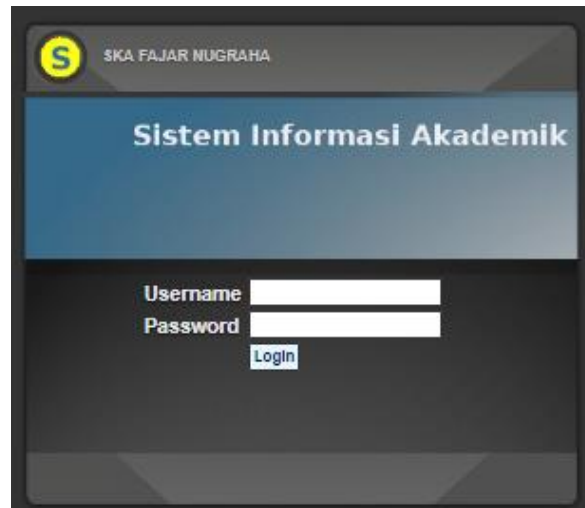 S
SKA FAJAR NUGRAHA
Sistem Informasi Akademik
Username
Password
Login